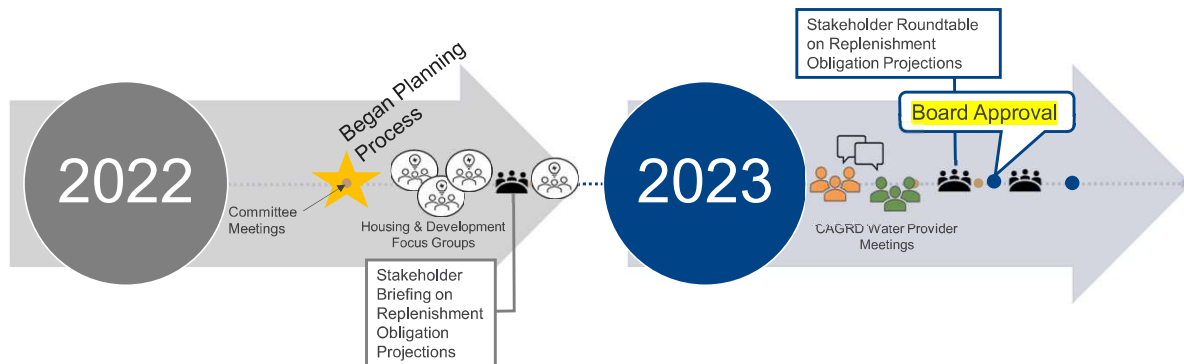 2022
Began Planning
Process
Committee
Meetings
Housing & Development
Focus Groups
Stakeholder
Briefing on
Replenishment
Obligation
Projections
2023
Stakeholder Roundtable
on Replenishment
Obligation Projections
Board Approval
CAGRD Water Provider
Meetings